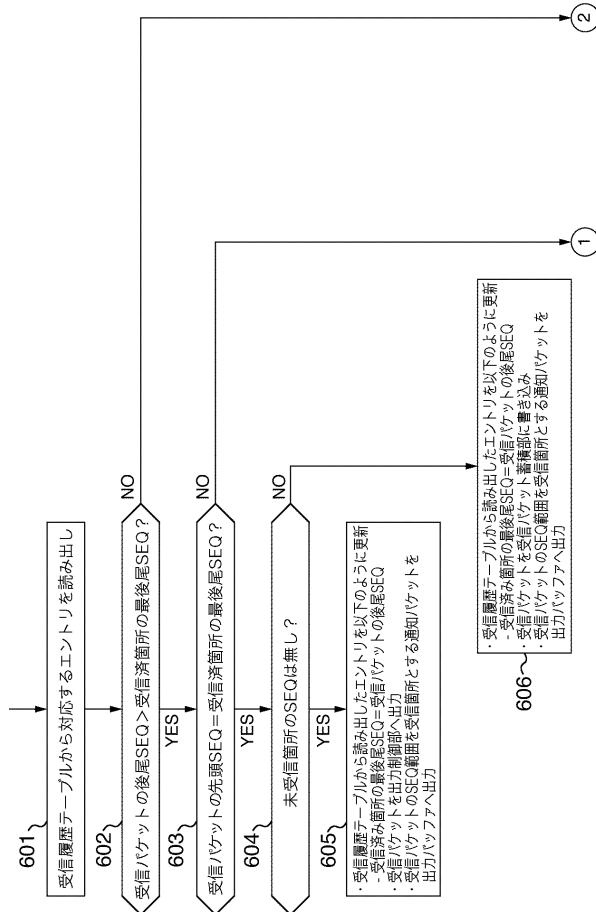 601
受信履歴テーブルから対応するエントリを読み出し
602
受信パケットの後尾SEQ>受信済箇所の最後尾SEQ?
NO
YES
603
受信パケットの先頭SEQ=受信済箇所の最後尾SEQ?
NO
YES
604
未受信箇所のSEQは無し?
NO
YES
605
・受信履歴テーブルから読み出したエントリを以下のように更新
-受信済み箇所の最後尾SEQ=受信パケットの後尾SEQ
・受信パケットを出力制御部へ出力
・受信パケットのSEQ範囲を受信箇所とする通知パケットを
出力バッファへ出力
606
・受信履歴テーブルから読み出したエントリを以下のように更新
-受信済み箇所の最後尾SEQ=受信パケットの後尾SEQ
・受信パケットを受信パケット蓄積部に書き込み
・受信パケットのSEQ範囲を受信箇所とする通知パケットを
出力バッファへ出力
1
2